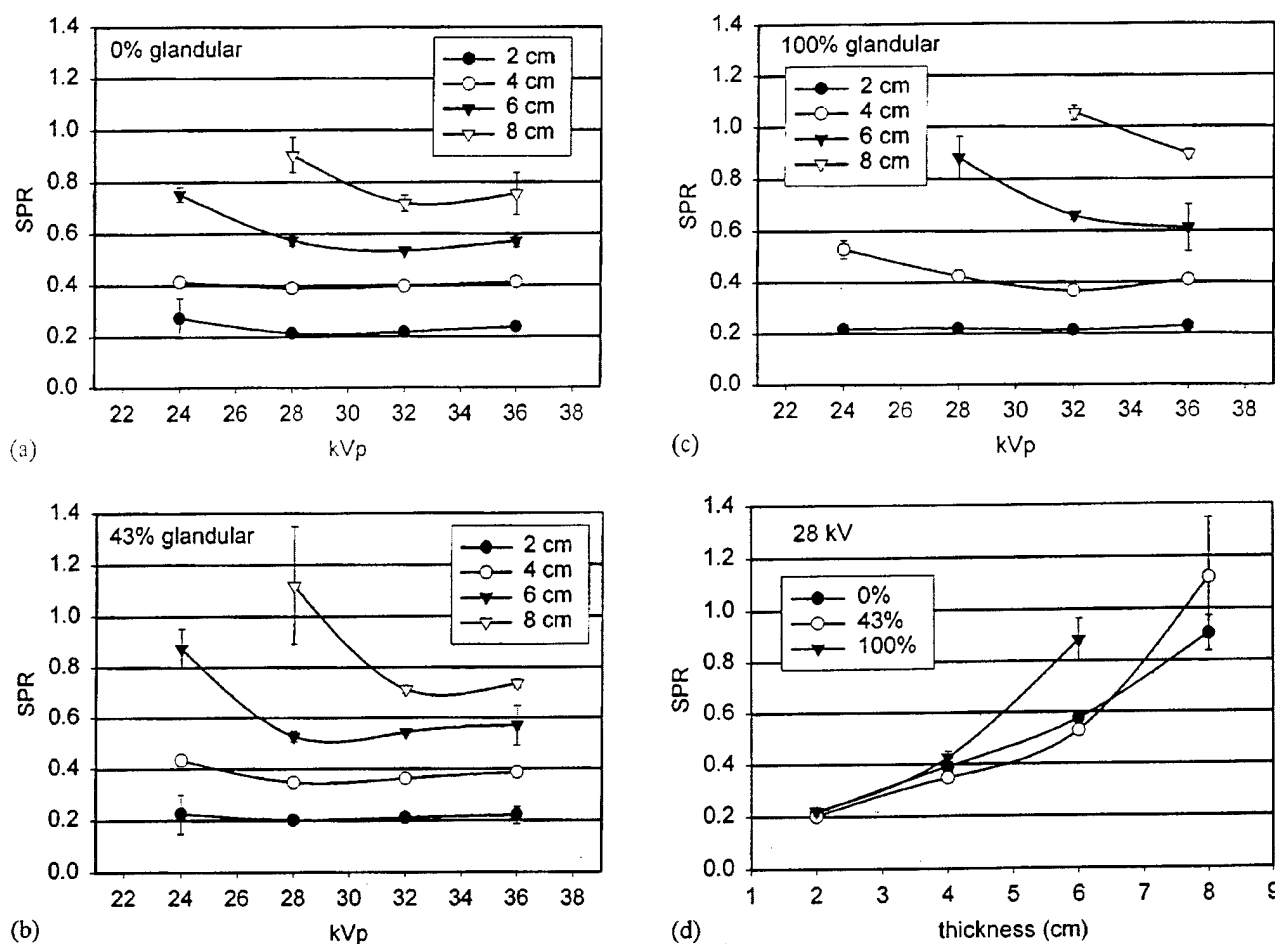 1.4
1.2
1.0
0.8
0.6
0.4
0.2
0.0
SPR
0% glandular
2 cm
4 cm
6 cm
8 cm
22 24 26 28 30 32 34 36 38
kVp
(a)
1.4
1.2
1.0
0.8
0.6
0.4
0.2
0.0
SPR
100% glandular
2 cm
4 cm
6 cm
8 cm
22 24 26 28 30 32 34 36 38
kVp
(c)
1.4
1.2
1.0
0.8
0.6
0.4
0.2
0.0
SPR
43% glandular
2 cm
4 cm
6 cm
8 cm
22 24 26 28 30 32 34 36 38
kVp
(b)
1.4
1.2
1.0
0.8
0.6
0.4
0.2
0.0
SPR
28 kV
0%
43%
100%
1 2 3 4 5 6 7 8 9
thickness (cm)
(d)